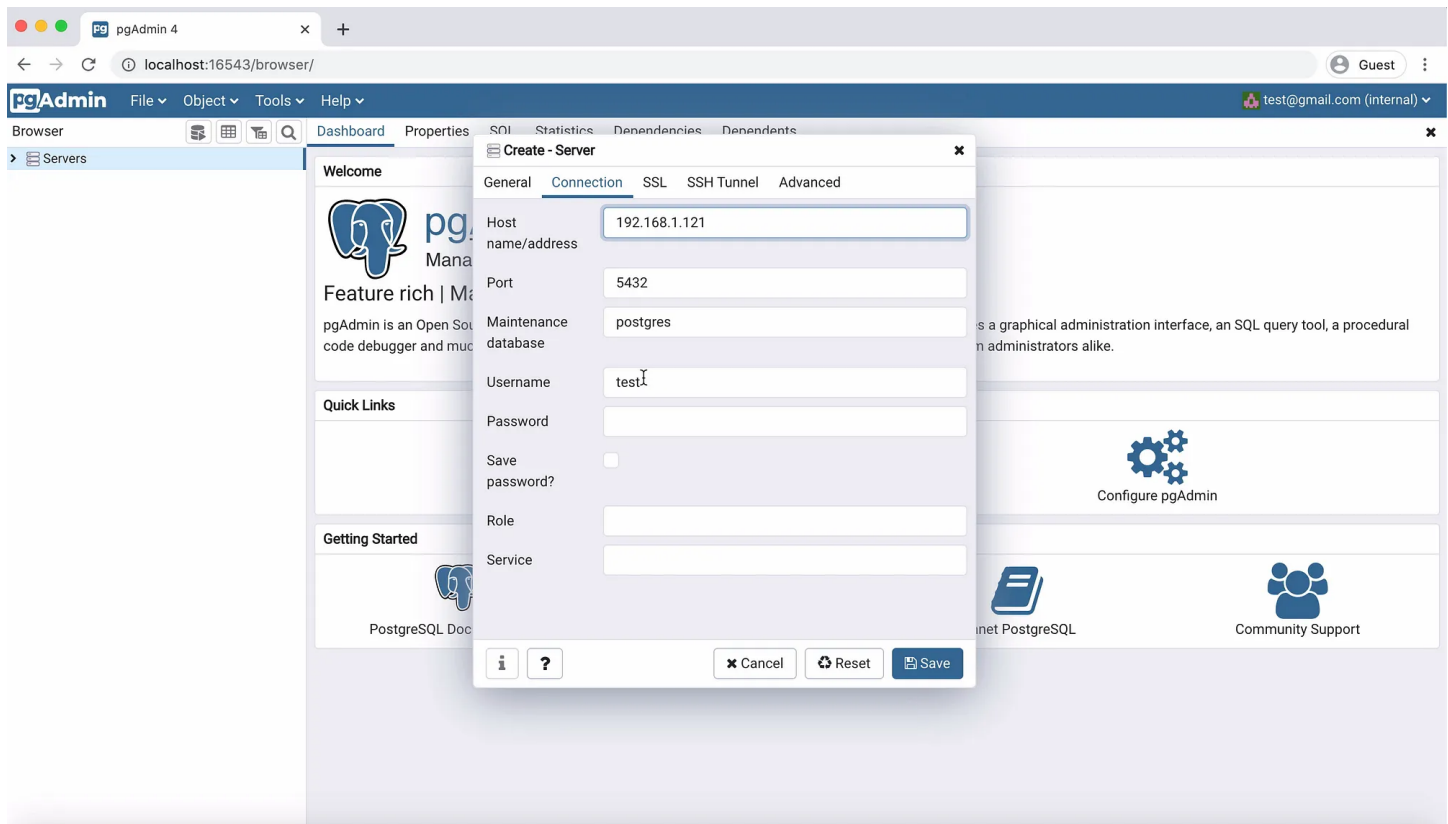 pgAdmin 4
localhost:16543/browser/
Guest
pgAdmin
File
Object
Tools
Help
test@gmail.com (internal)
Browser
Dashboard
Properties
SQL
Statistics
Dependencies
Dependents
Servers
Welcome
pg
Mana
Feature rich | Ma
pgAdmin is an Open Sou
s a graphical administration interface, an SQL query tool, a procedural
code debugger and muc
administrators alike.
Quick Links
Configure pgAdmin
Getting Started
PostgreSQL Doc
net PostgreSQL
Community Support
Create - Server
General
Connection
SSL
SSH Tunnel
Advanced
Host
name/address
192.168.1.121
Port
5432
Maintenance
database
postgres
Username
test
Password
Save
password?
Role
Service
i
?
Cancel
Reset
Save